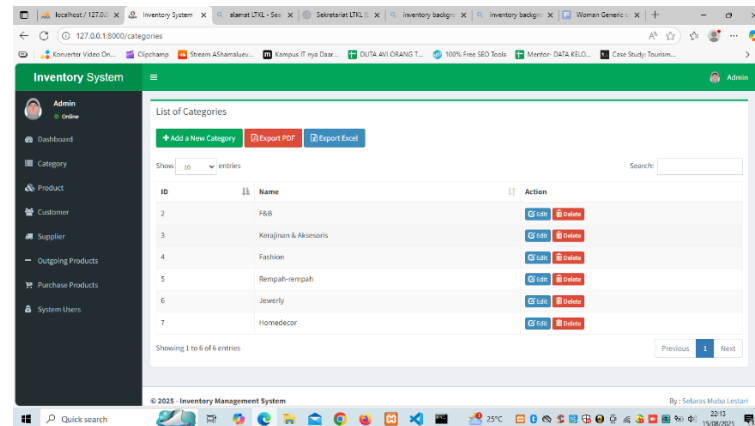 localhost / 127.0.0
Inventory System
alamat LTKL - Sea
Sekretariat LTKL
inventory backgr
inventory backgr
Woman Generic
127.0.0.1:8000/categories
Konverter Video On...
Clipchamp
Stream AShamaluev...
Kampus IT nya Daar...
DUTA AVI ORANG T...
100% Free SEO Tools
Mentor- DATA KELO...
Case Study: Tourism...
Inventory System
Admin
Admin
Online
Dashboard
Category
Product
Customer
Supplier
Outgoing Products
Purchase Products
System Users
List of Categories
Add a New Category Export PDF Export Excel
Show 10 entries Search:
ID Name Action
2 F&B Edit Delete
3 Kerajinan & Aksesoris Edit Delete
4 Fashion Edit Delete
5 Rempah-rempah Edit Delete
6 Jewerly Edit Delete
7 Homedecor Edit Delete
Showing 1 to 6 of 6 entries Previous 1 Next
© 2025 - Inventory Management System By : Selaras Muba Lestari
Quick search 25°C 22:13
15/08/2025